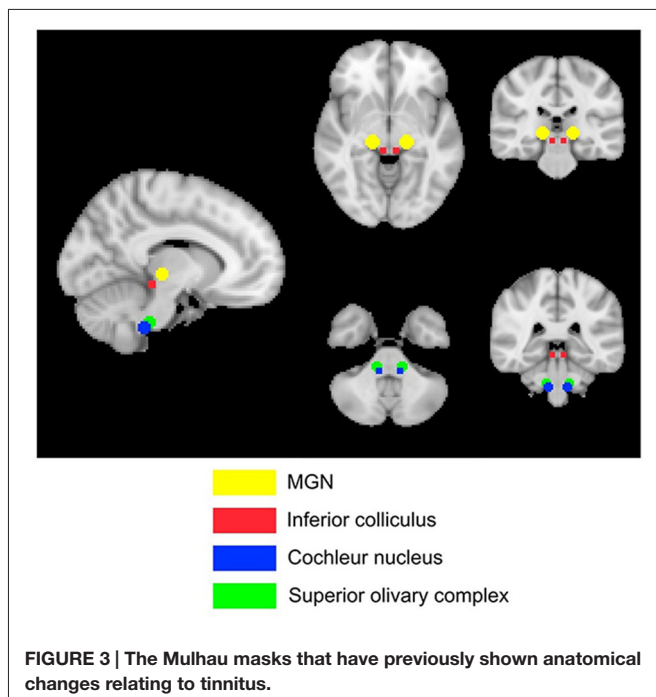 MGN
Inferior colliculus
Cochleur nucleus
Superior olivary complex
FIGURE 3 | The Mulhau masks that have previously shown anatomical
changes relating to tinnitus.